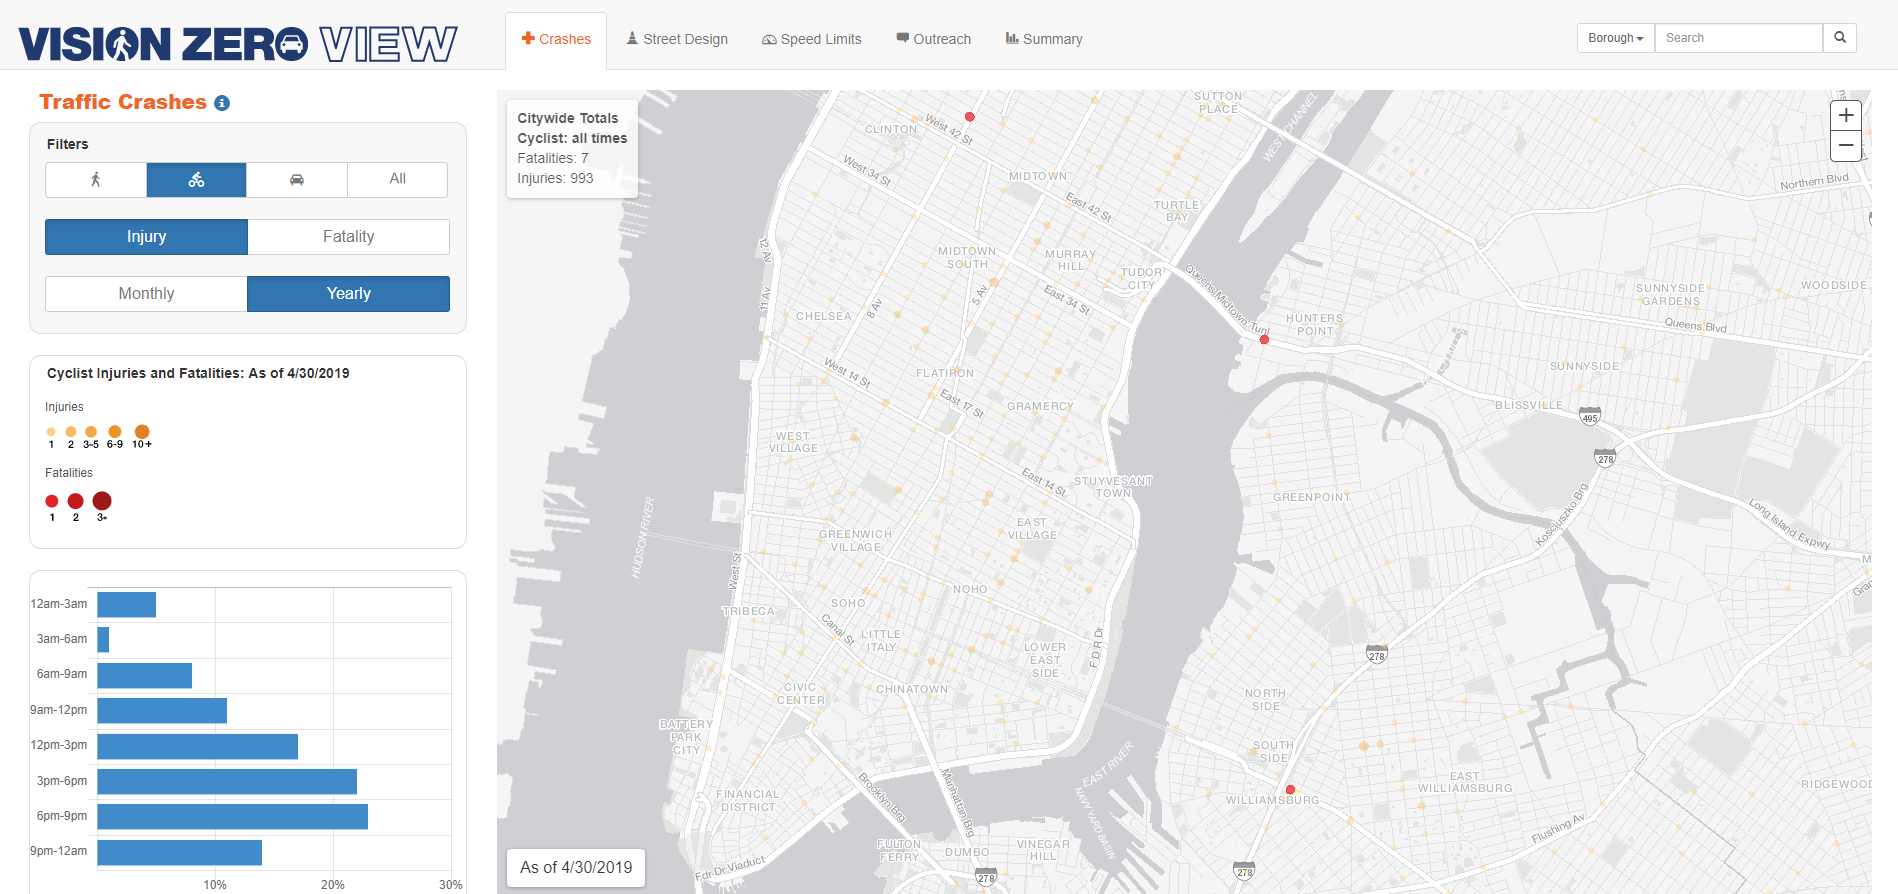 VISION ZERO VIEW
Crashes
Street Design
Speed Limits
Outreach
Summary
Borough
Search
Traffic Crashes
Filters
All
Injury
Fatality
Monthly
Yearly
Cyclist Injuries and Fatalities: As of 4/30/2019
Injuries
1 2 3-5 6-9 10+
Fatalities
1 2 3+
12am-3am
3am-6am
6am-9am
9am-12pm
12pm-3pm
3pm-6pm
6pm-9pm
9pm-12am
10% 20% 30%
Citywide Totals
Cyclist: all times
Fatalities: 7
Injuries: 993
+
−
SUTTON
PLACE
WEST CHANNEL
CLINTON
West 42 St
West 34 St
MIDTOWN
East 42 St
TURTLE
BAY
Northern Blvd
12 Av
MIDTOWN
SOUTH
MURRAY
HILL
TUDOR
CITY
Queens Midtown Tunl
11 Av
8 Av
5 Av
East 34 St
SUNNYSIDE
GARDENS
WOODSIDE
CHELSEA
HUNTERS
POINT
Queens Blvd
West 14 St
FLATIRON
SUNNYSIDE
East 17 St
GRAMERCY
BLISSVILLE
495
WEST
VILLAGE
278
East 14 St
STUYVESANT
TOWN
GREENPOINT
Kosciuszko Brg
Long Island Expwy
HUDSON RIVER
GREENWICH
VILLAGE
EAST
VILLAGE
West St
NOHO
TRIBECA
SOHO
Canal St
LITTLE
ITALY
LOWER
EAST
SIDE
F D R Dr
278
CIVIC
CENTER
CHINATOWN
NORTH
SIDE
BATTERY
PARK
CITY
SOUTH
SIDE
EAST RIVER
EAST
WILLIAMSBURG
RIDGEWOOD
FINANCIAL
DISTRICT
Brooklyn Brg
Manhattan Brg
NAVY YARD BASIN
WILLIAMSBURG
Flushing Av
FULTON
FERRY
DUMBO
VINEGAR
HILL
Fdr Dr Viaduct
278
278
As of 4/30/2019